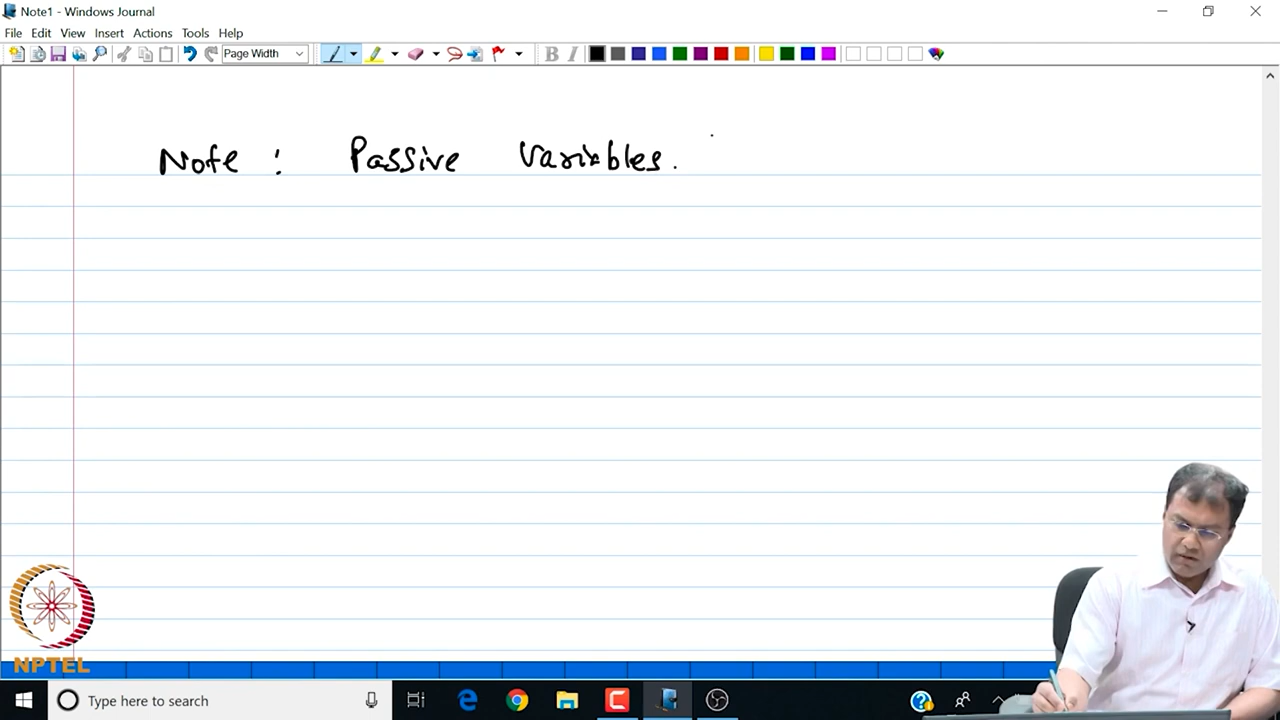 Note1 - Windows Journal
File Edit View Insert Actions Tools Help
Page Width
B I
Note : Passive Variables.
NPTEL
Type here to search